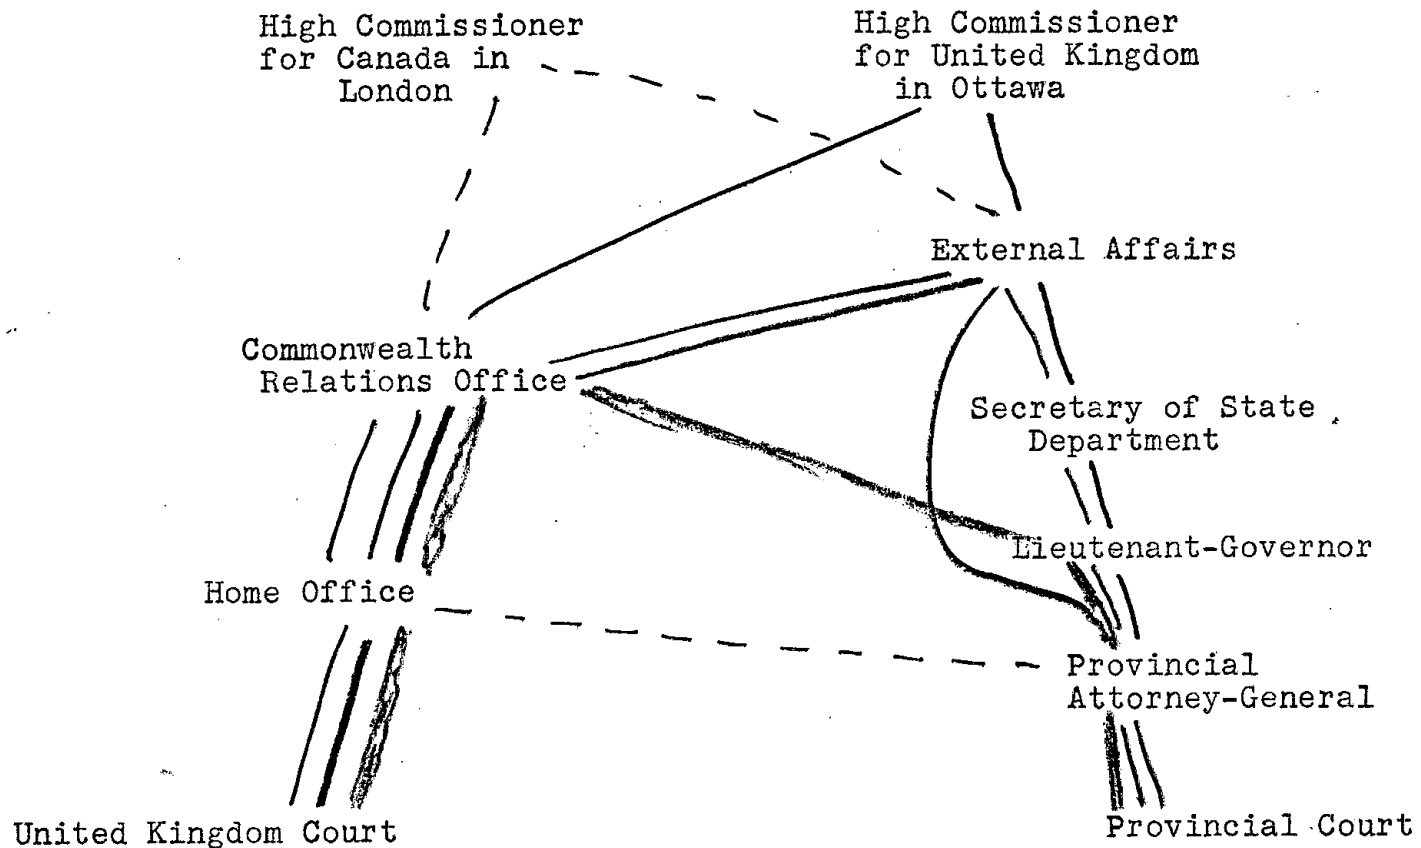 High Commissioner
for Canada in
London
High Commissioner
for United Kingdom
in Ottawa
External Affairs
Commonwealth
Relations Office
Secretary of State
Department
Lieutenant-Governor
Home Office
Provincial
Attorney-General
United Kingdom Court
Provincial Court